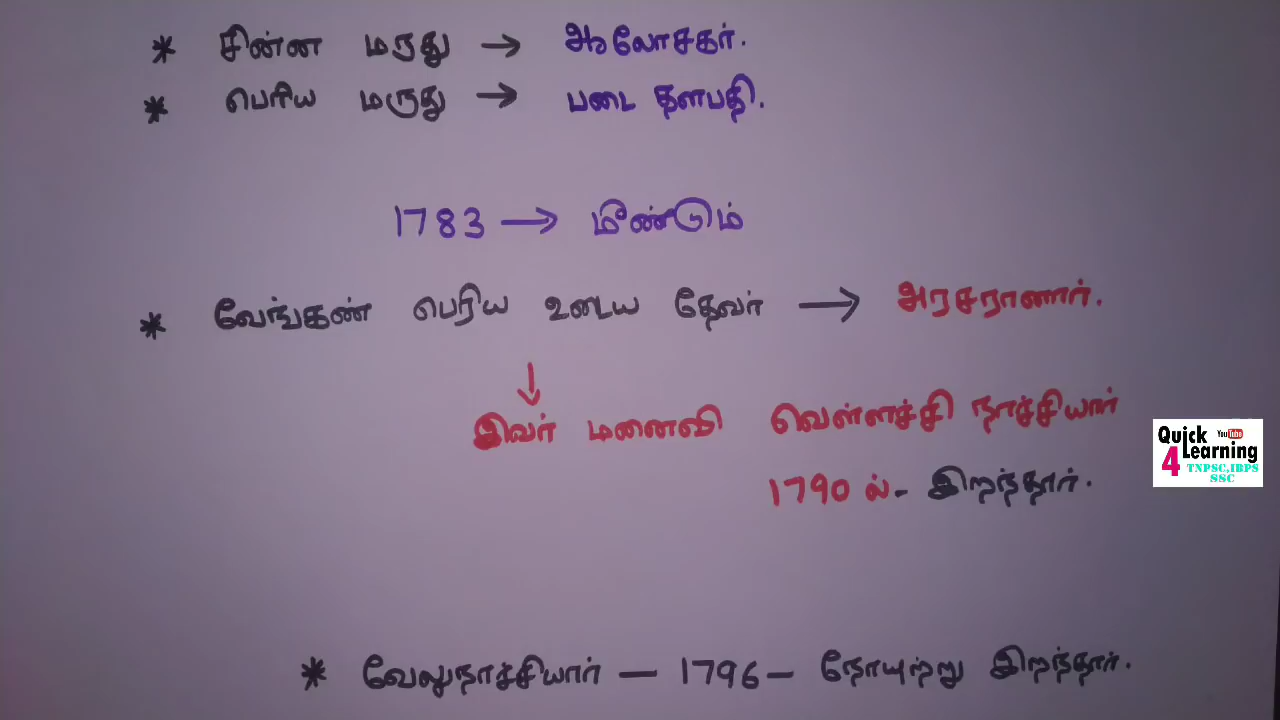 * சின்ன மருது → ஆலோசகர்.
* பெரிய மருது → படை தளபதி.
1783 → மீண்டும்
* வேங்கண் பெரிய உடைய தேவர் → அரசரானார்.
↓
இவர் மனைவி வெள்ளச்சி நாச்சியார்
1790 ல் - இறந்தார்.
Quick YouTube
4 Learning
TNPSC,IBPS
SSC
* வேலுநாச்சியார் — 1796 – நோயுற்று இறந்தார்.